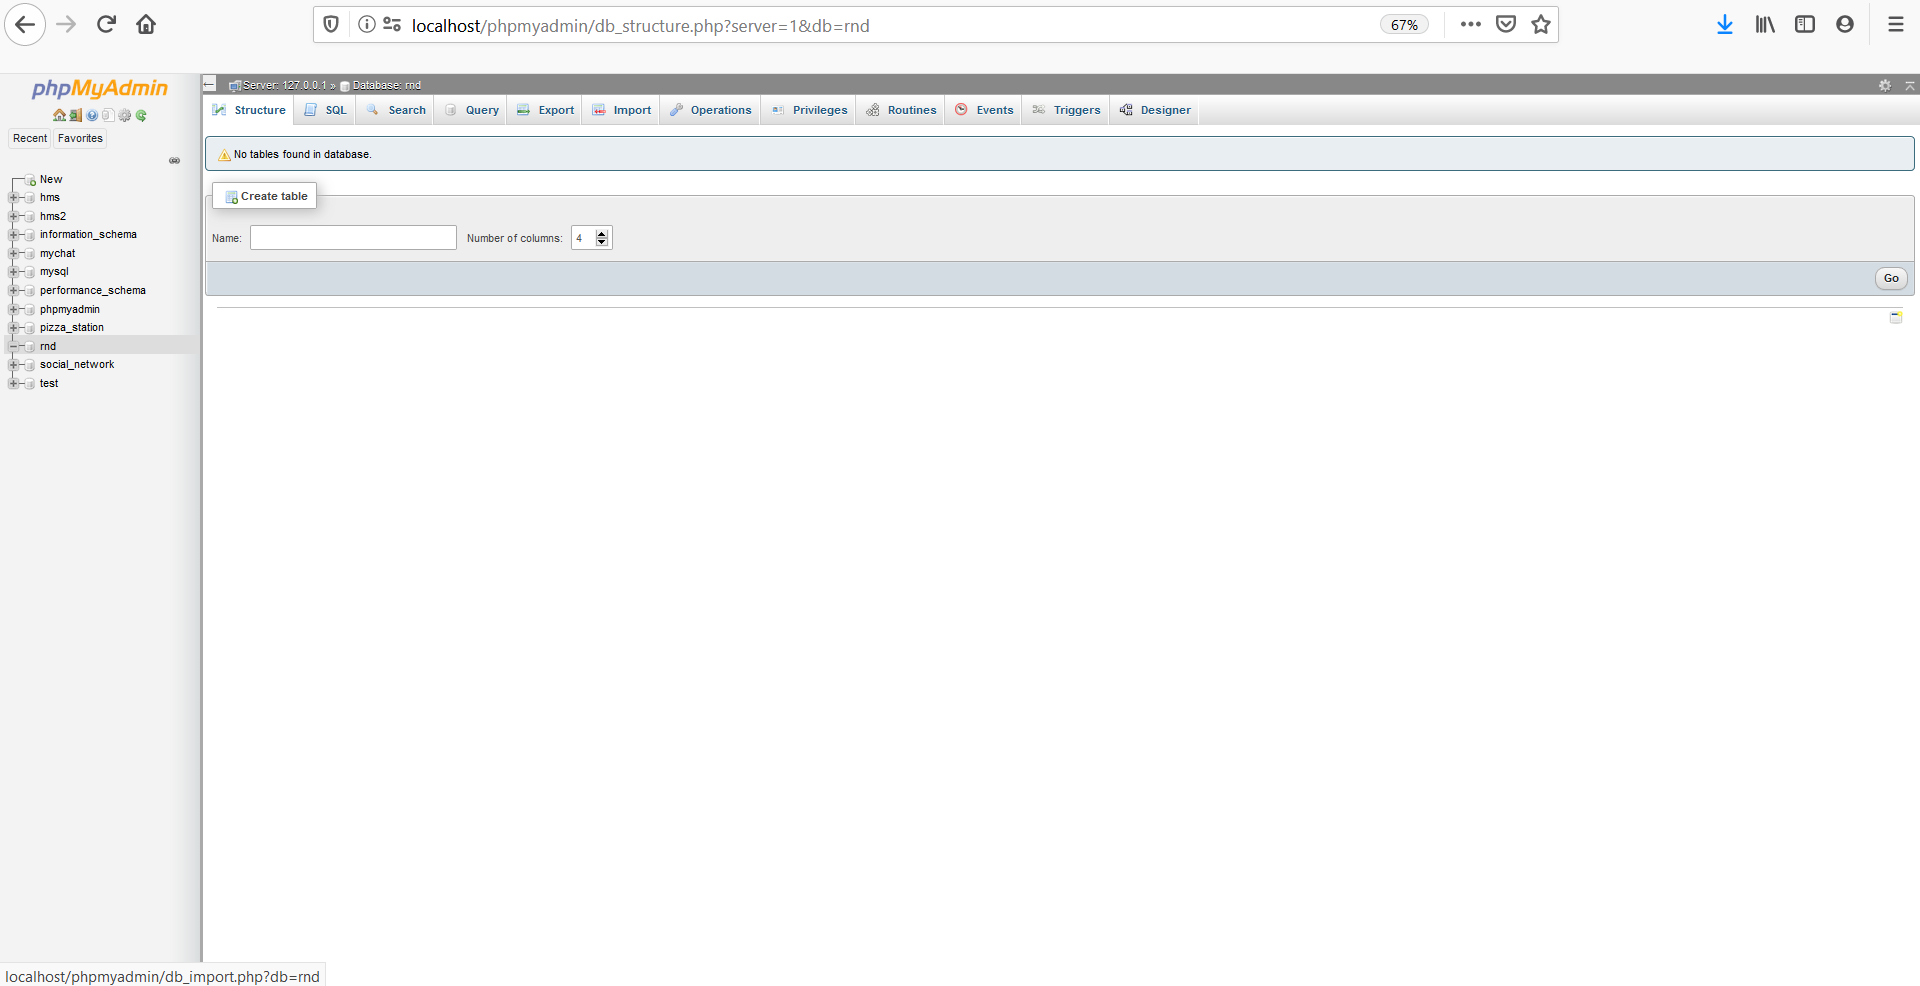 localhost/phpmyadmin/db_structure.php?server=1&db=rnd
67%
phpMyAdmin
Recent
Favorites
New
hms
hms2
information_schema
mychat
mysql
performance_schema
phpmyadmin
pizza_station
rnd
social_network
test
Server: 127.0.0.1 » Database: rnd
Structure SQL Search Query Export Import Operations Privileges Routines Events Triggers Designer
No tables found in database.
Create table
Name: Number of columns: 4
Go
localhost/phpmyadmin/db_import.php?db=rnd